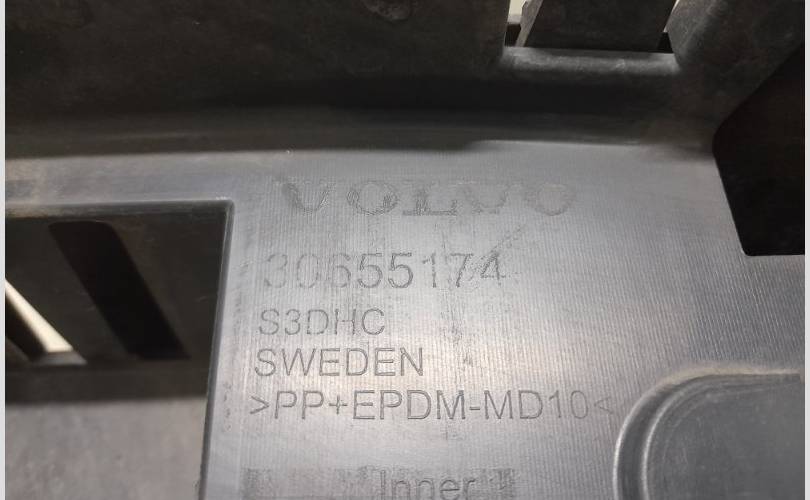 VOLVO
30655174
S3DHC
SWEDEN
>PP+EPDM-MD10<
Inner